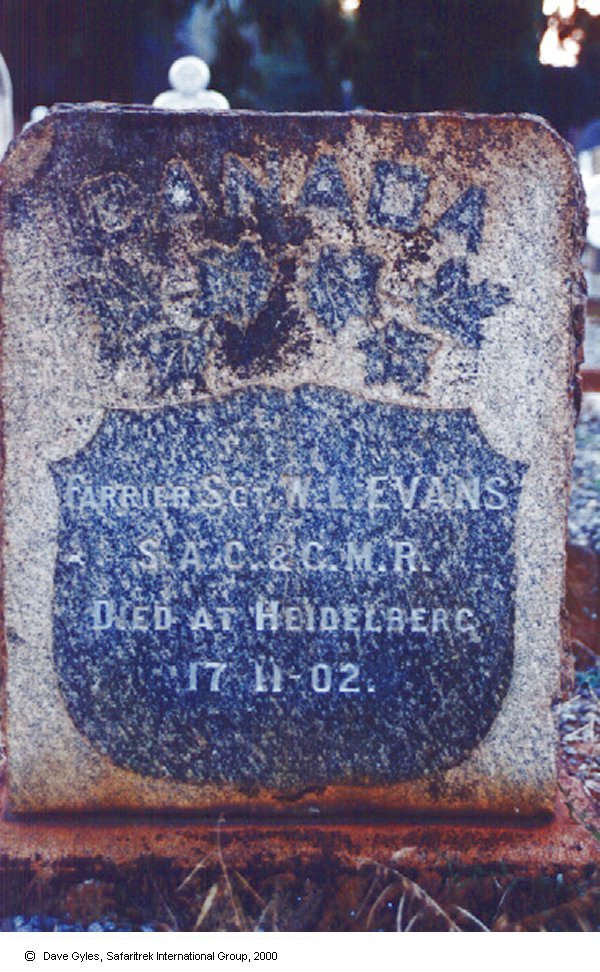 CANADA
FARRIER SGT. W. L. EVANS
S.A.C. & C.M.R.
DIED AT HEIDELBERG
17-11-02.
© Dave Gyles, Safaritrek International Group, 2000